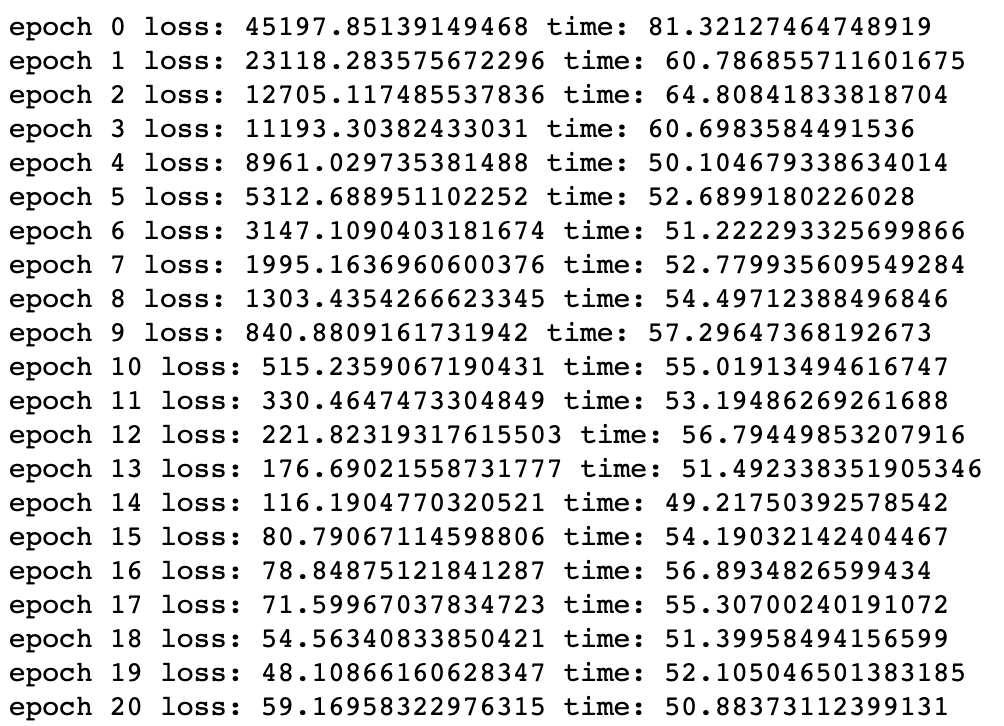 epoch 0 loss: 45197.85139149468 time: 81.32127464748919
epoch 1 loss: 23118.283575672296 time: 60.786855711601675
epoch 2 loss: 12705.117485537836 time: 64.80841833818704
epoch 3 loss: 11193.30382433031 time: 60.6983584491536
epoch 4 loss: 8961.029735381488 time: 50.104679338634014
epoch 5 loss: 5312.688951102252 time: 52.6899180226028
epoch 6 loss: 3147.1090403181674 time: 51.222293325699866
epoch 7 loss: 1995.1636960600376 time: 52.779935609549284
epoch 8 loss: 1303.4354266623345 time: 54.49712388496846
epoch 9 loss: 840.8809161731942 time: 57.29647368192673
epoch 10 loss: 515.2359067190431 time: 55.01913494616747
epoch 11 loss: 330.4647473304849 time: 53.19486269261688
epoch 12 loss: 221.82319317615503 time: 56.79449853207916
epoch 13 loss: 176.69021558731777 time: 51.492338351905346
epoch 14 loss: 116.1904770320521 time: 49.21750392578542
epoch 15 loss: 80.79067114598806 time: 54.19032142404467
epoch 16 loss: 78.84875121841287 time: 56.8934826599434
epoch 17 loss: 71.59967037834723 time: 55.30700240191072
epoch 18 loss: 54.56340833850421 time: 51.39958494156599
epoch 19 loss: 48.10866160628347 time: 52.105046501383185
epoch 20 loss: 59.16958322976315 time: 50.88373112399131